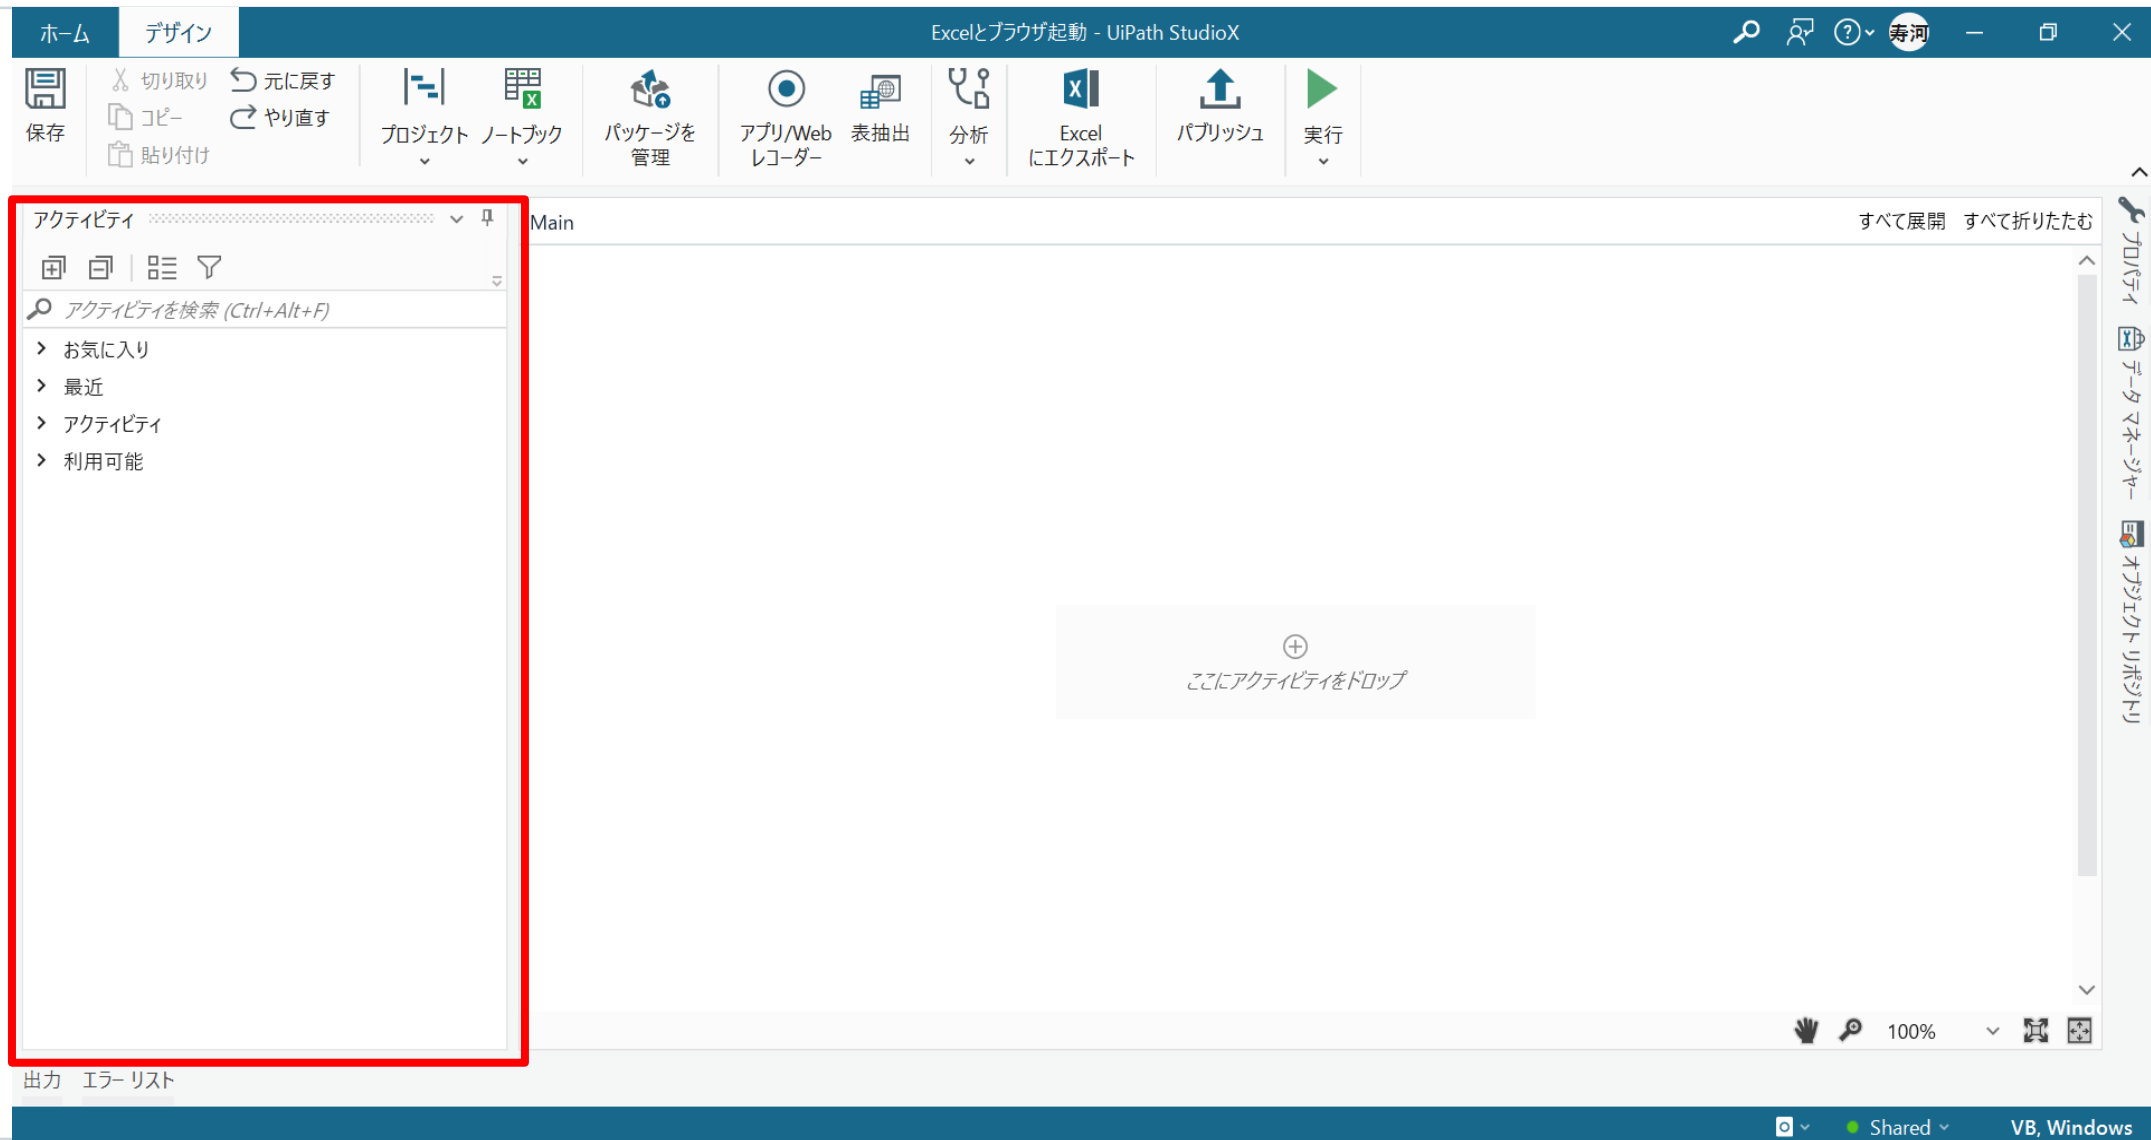 ホーム
デザイン
Excelとブラウザ起動 - UiPath StudioX
寿河
保存
切り取り
コピー
貼り付け
元に戻す
やり直す
プロジェクト
ノートブック
パッケージを
管理
アプリ/Web
レコーダー
表抽出
分析
Excel
にエクスポート
パブリッシュ
実行
アクティビティ
アクティビティを検索 (Ctrl+Alt+F)
お気に入り
最近
アクティビティ
利用可能
Main
すべて展開
すべて折りたたむ
ここにアクティビティをドロップ
100%
プロパティ
データ マネージャー
オブジェクト リポジトリ
出力
エラー リスト
Shared
VB, Windows